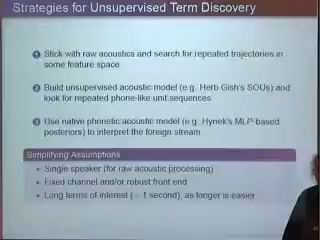 Strategies for Unsupervised Term Discovery
1 Stick with raw acoustics and search for repeated trajectories in
some feature space
2 Build unsupervised acoustic model (e.g. Herb Gish's SOUs) and
look for repeated phone-like unit sequences
3 Use native phonetic acoustic model (e.g. Hynek's MLP-based
posteriors) to interpret the foreign stream
Simplifying Assumptions
Single speaker (for raw acoustic processing)
Fixed channel and/or robust front end
Long terms of interest (~ 1 second), as longer is easier